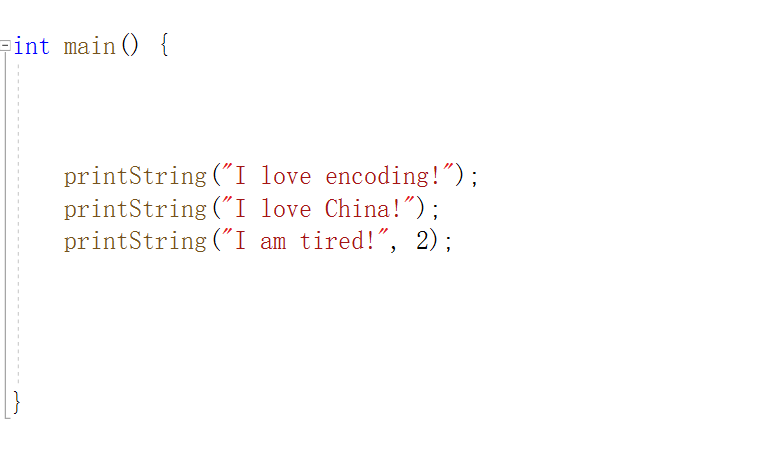 int main() {
printString("I love encoding!");
printString("I love China!");
printString("I am tired!", 2);
}